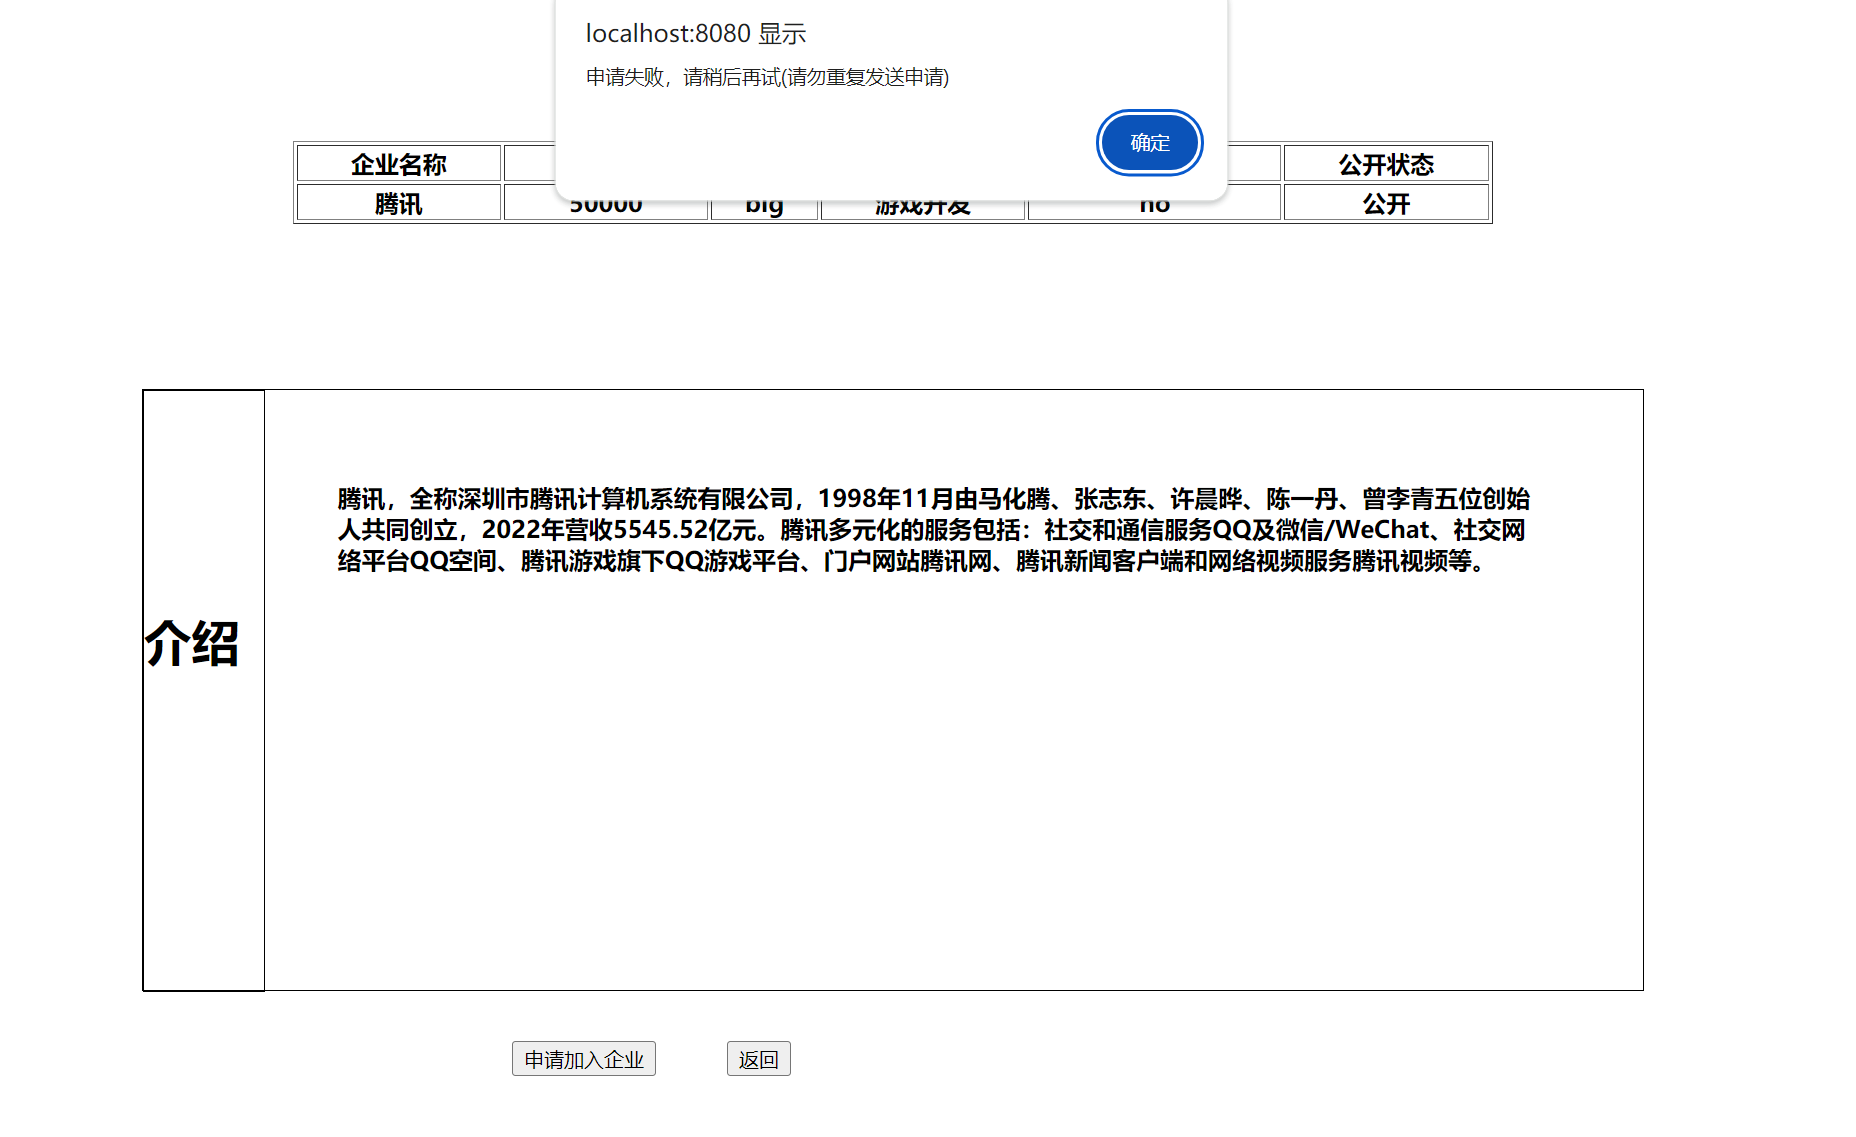 localhost:8080 显示
申请失败，请稍后再试(请勿重复发送申请)
确定
企业名称 公开状态
腾讯 50000 big 游戏开发 no 公开
腾讯，全称深圳市腾讯计算机系统有限公司，1998年11月由马化腾、张志东、许晨晔、陈一丹、曾李青五位创始
人共同创立，2022年营收5545.52亿元。腾讯多元化的服务包括：社交和通信服务QQ及微信/WeChat、社交网
络平台QQ空间、腾讯游戏旗下QQ游戏平台、门户网站腾讯网、腾讯新闻客户端和网络视频服务腾讯视频等。
介绍
申请加入企业 返回